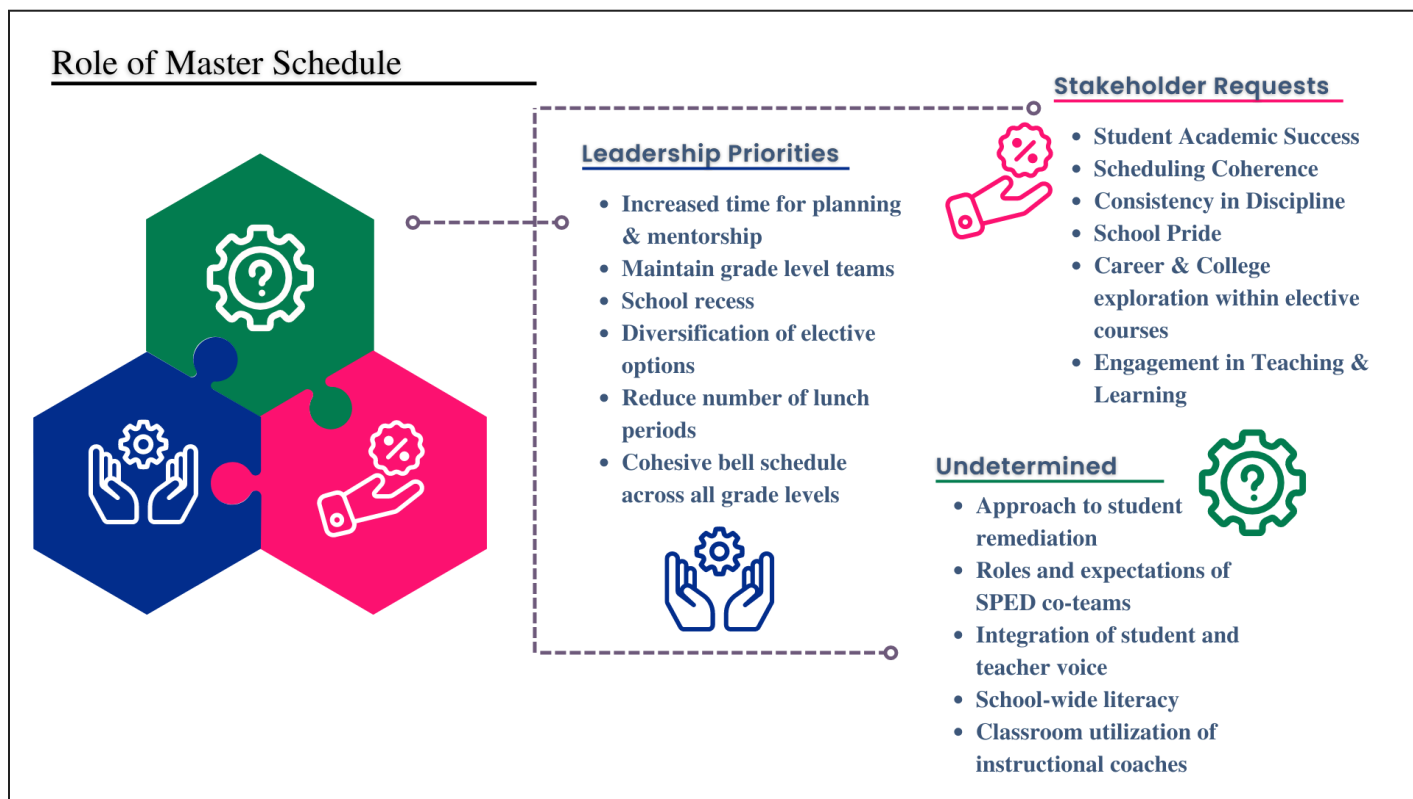 Role of Master Schedule
Leadership Priorities
• Increased time for planning
& mentorship
• Maintain grade level teams
• School recess
• Diversification of elective
options
• Reduce number of lunch
periods
• Cohesive bell schedule
across all grade levels
Stakeholder Requests
• Student Academic Success
• Scheduling Coherence
• Consistency in Discipline
• School Pride
• Career & College
exploration within elective
courses
• Engagement in Teaching &
Learning
Undetermined
• Approach to student
remediation
• Roles and expectations of
SPED co-teams
• Integration of student and
teacher voice
• School-wide literacy
• Classroom utilization of
instructional coaches